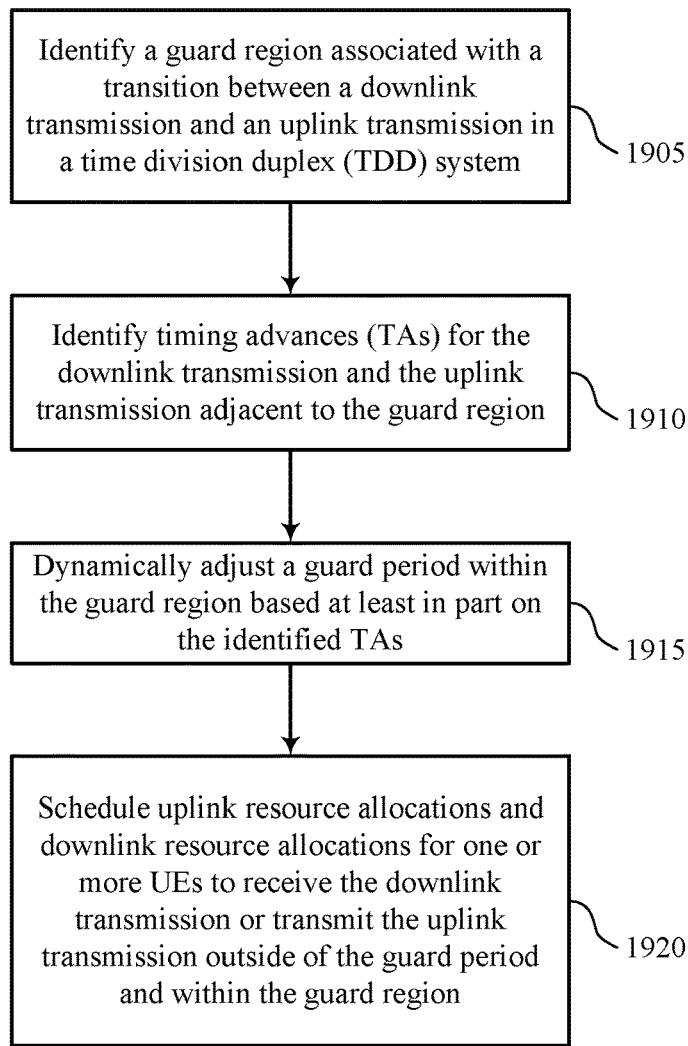 Identify a guard region associated with a
transition between a downlink
transmission and an uplink transmission in
a time division duplex (TDD) system
1905
Identify timing advances (TAs) for the
downlink transmission and the uplink
transmission adjacent to the guard region
1910
Dynamically adjust a guard period within
the guard region based at least in part on
the identified TAs
1915
Schedule uplink resource allocations and
downlink resource allocations for one or
more UEs to receive the downlink
transmission or transmit the uplink
transmission outside of the guard period
and within the guard region
1920